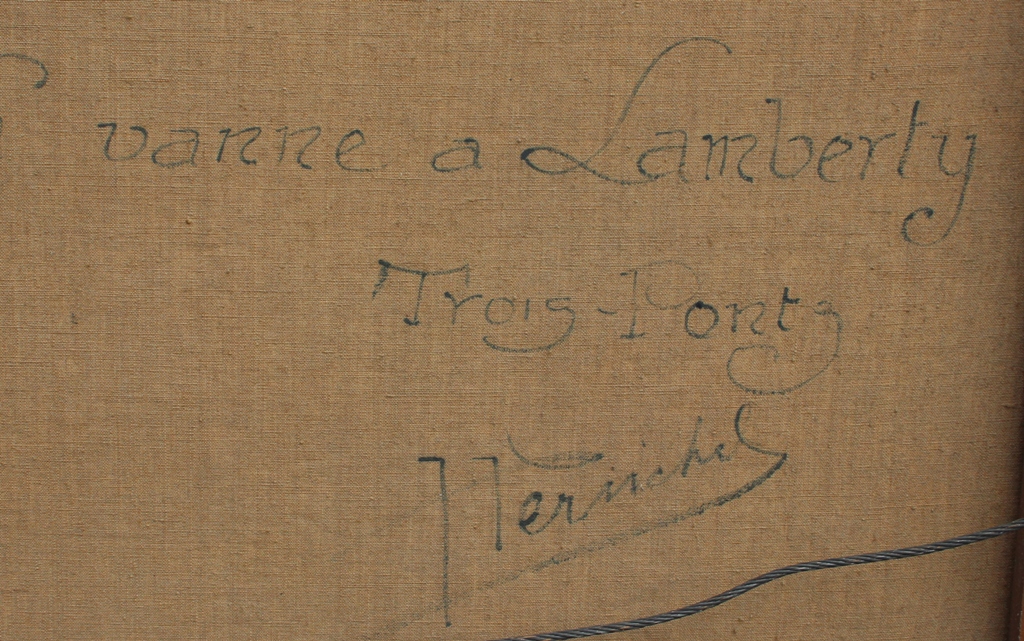 vanne a Lamberty
Trois-Ponts